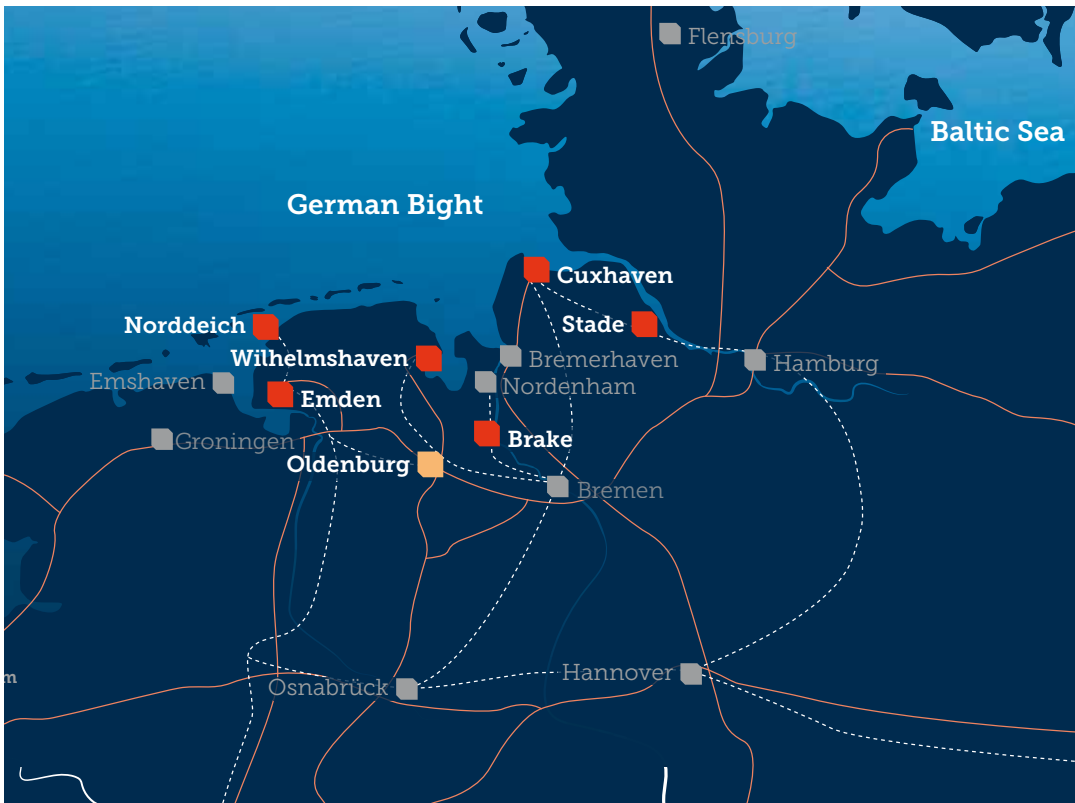 Flensburg
Baltic Sea
German Bight
Cuxhaven
Norddeich
Stade
Wilhelmshaven
Bremerhaven
Hamburg
Emshaven
Nordenham
Emden
Groningen
Brake
Oldenburg
Bremen
Hannover
m
Osnabrück